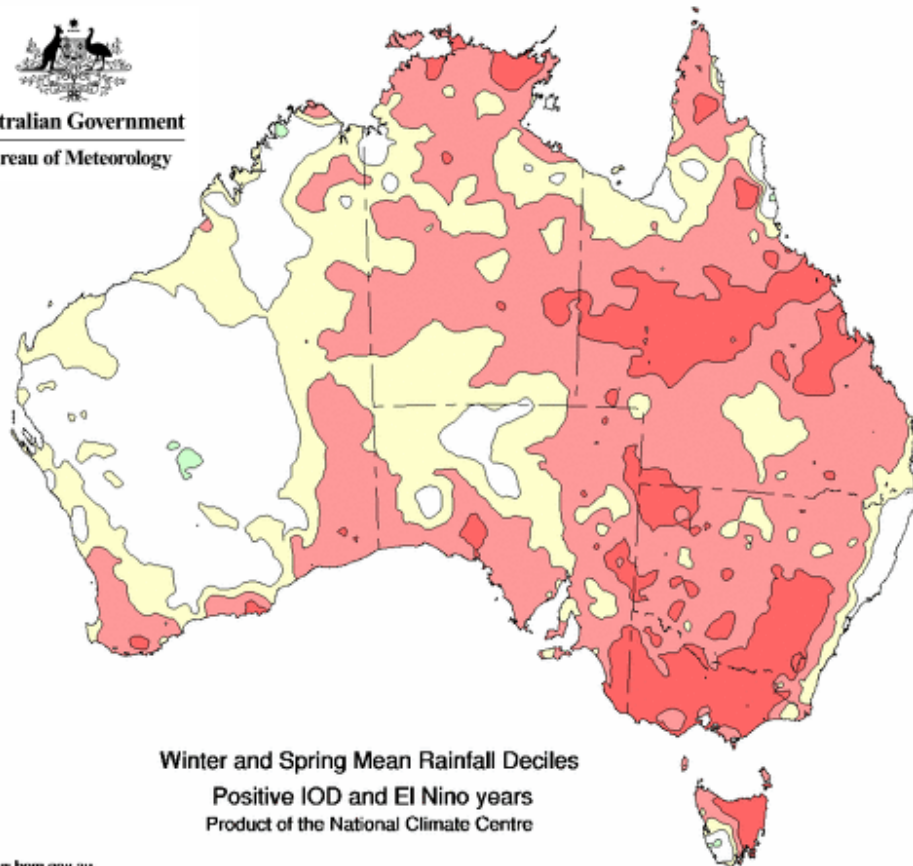 tralian Government
reau of Meteorology
Winter and Spring Mean Rainfall Deciles
Positive IOD and El Nino years
Product of the National Climate Centre